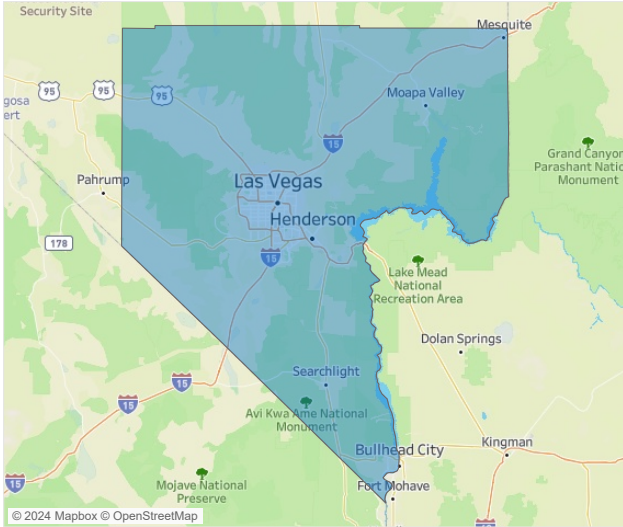 Security Site
Mesquite
95
95
95
gosa
ert
Moapa Valley
15
Grand Canyon
Parashant Natio
Monument
Pahrump
Las Vegas
Henderson
178
15
Lake Mead
National
Recreation Area
Dolan Springs
Searchlight
15
15
Avi Kwa Ame National
Monument
Bullhead City
Kingman
15
Mojave National
Preserve
Fort Mohave
© 2024 Mapbox © OpenStreetMap